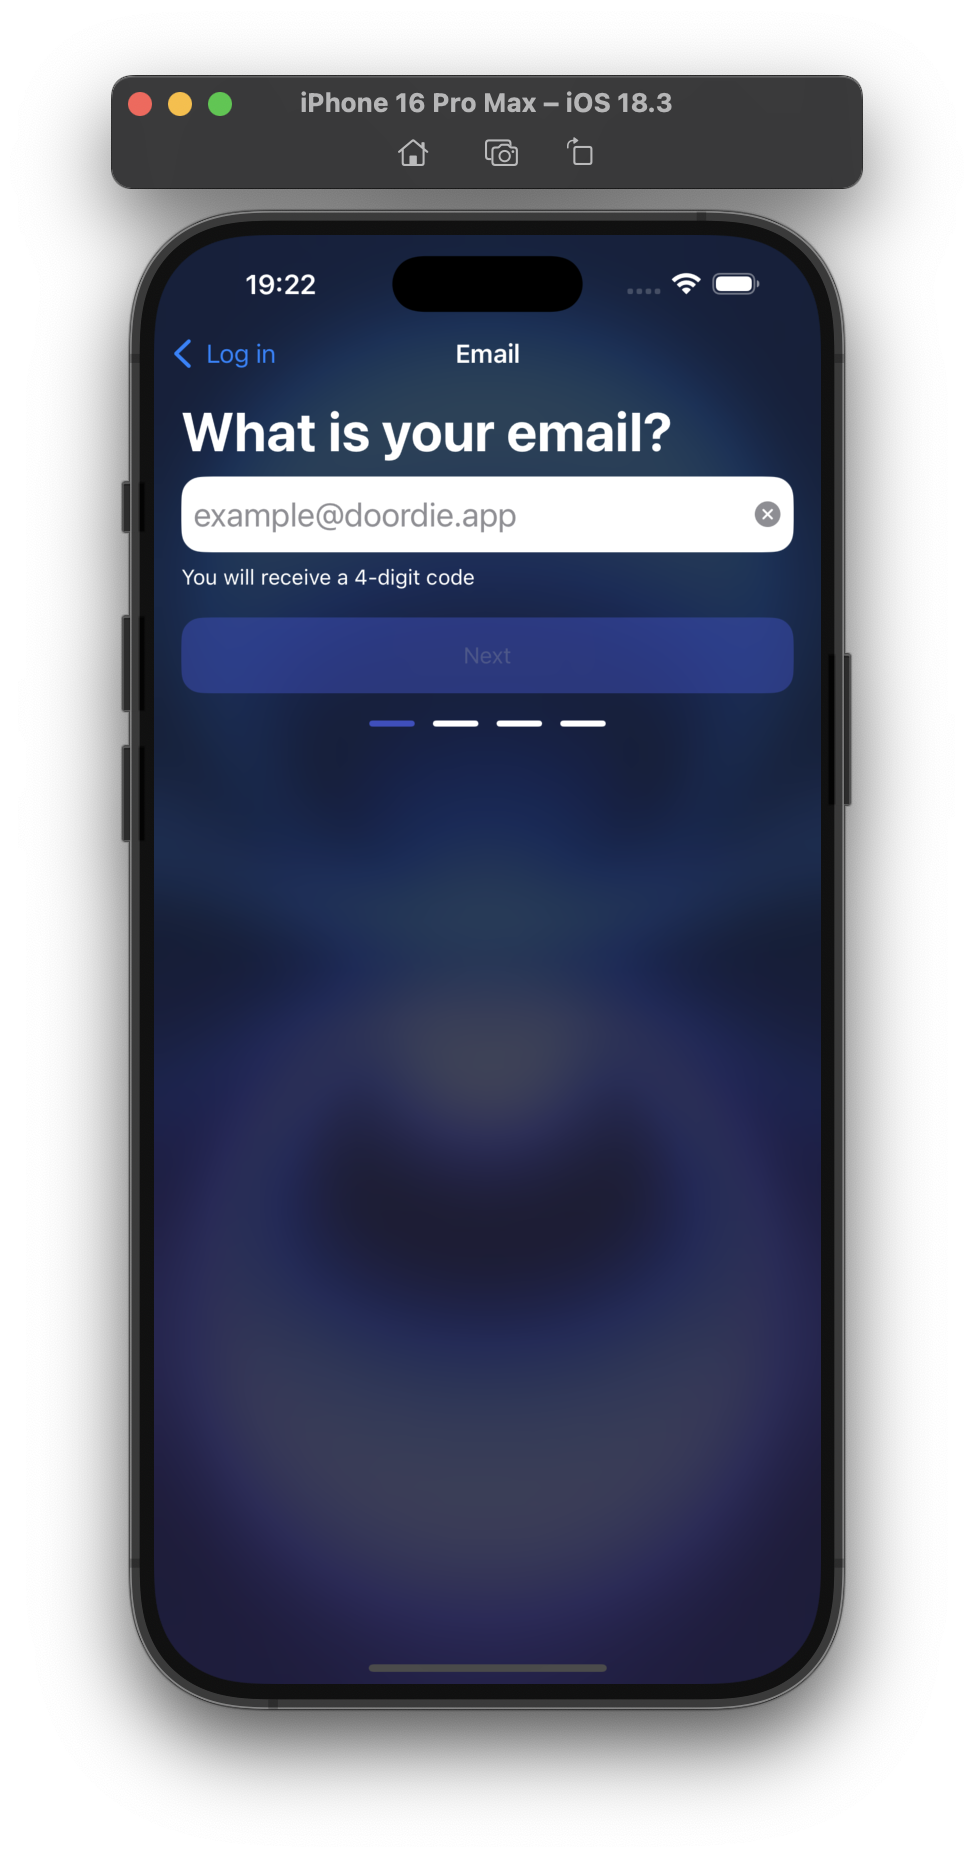 iPhone 16 Pro Max – iOS 18.3
19:22
Log in
Email
What is your email?
example@doordie.app
You will receive a 4-digit code
Next